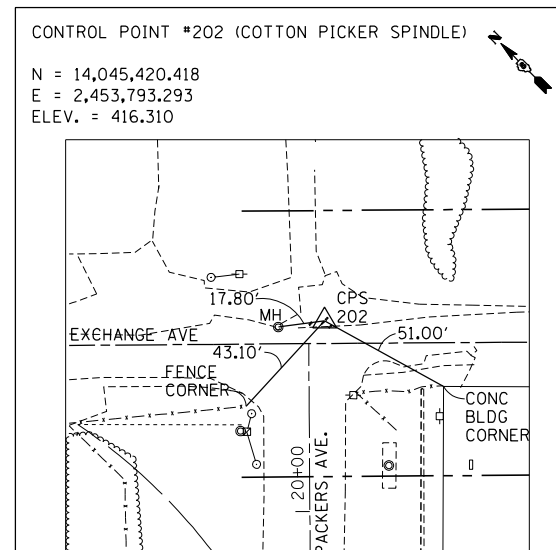 CONTROL POINT #202 (COTTON PICKER SPINDLE)
N
N = 14,045,420.418
E = 2,453,793.293
ELEV. = 416.310
17.80'
CPS
202
MH
EXCHANGE AVE
51.00'
43.10'
FENCE
CORNER
CONC
BLDG
CORNER
20+00
PACKERS AVE.